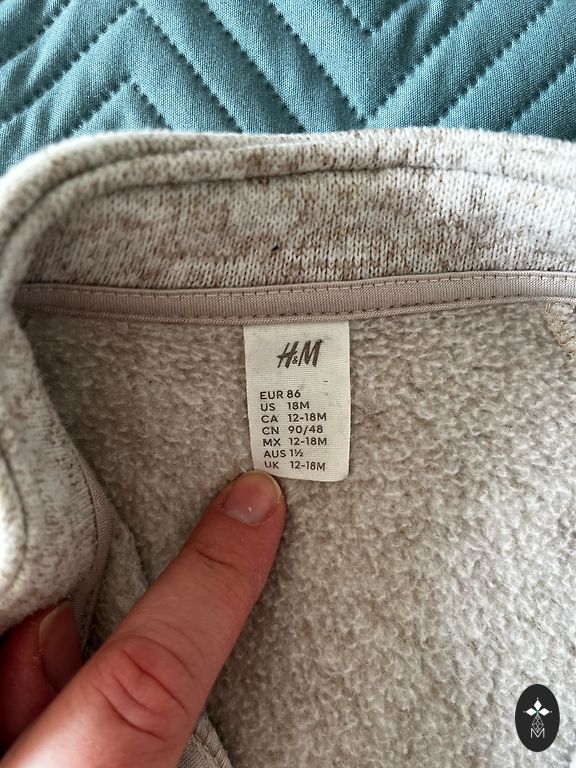 H&M
EUR 86
US 18M
CA 12-18M
CN 90/48
MX 12-18M
AUS 1½
UK 12-18M
M